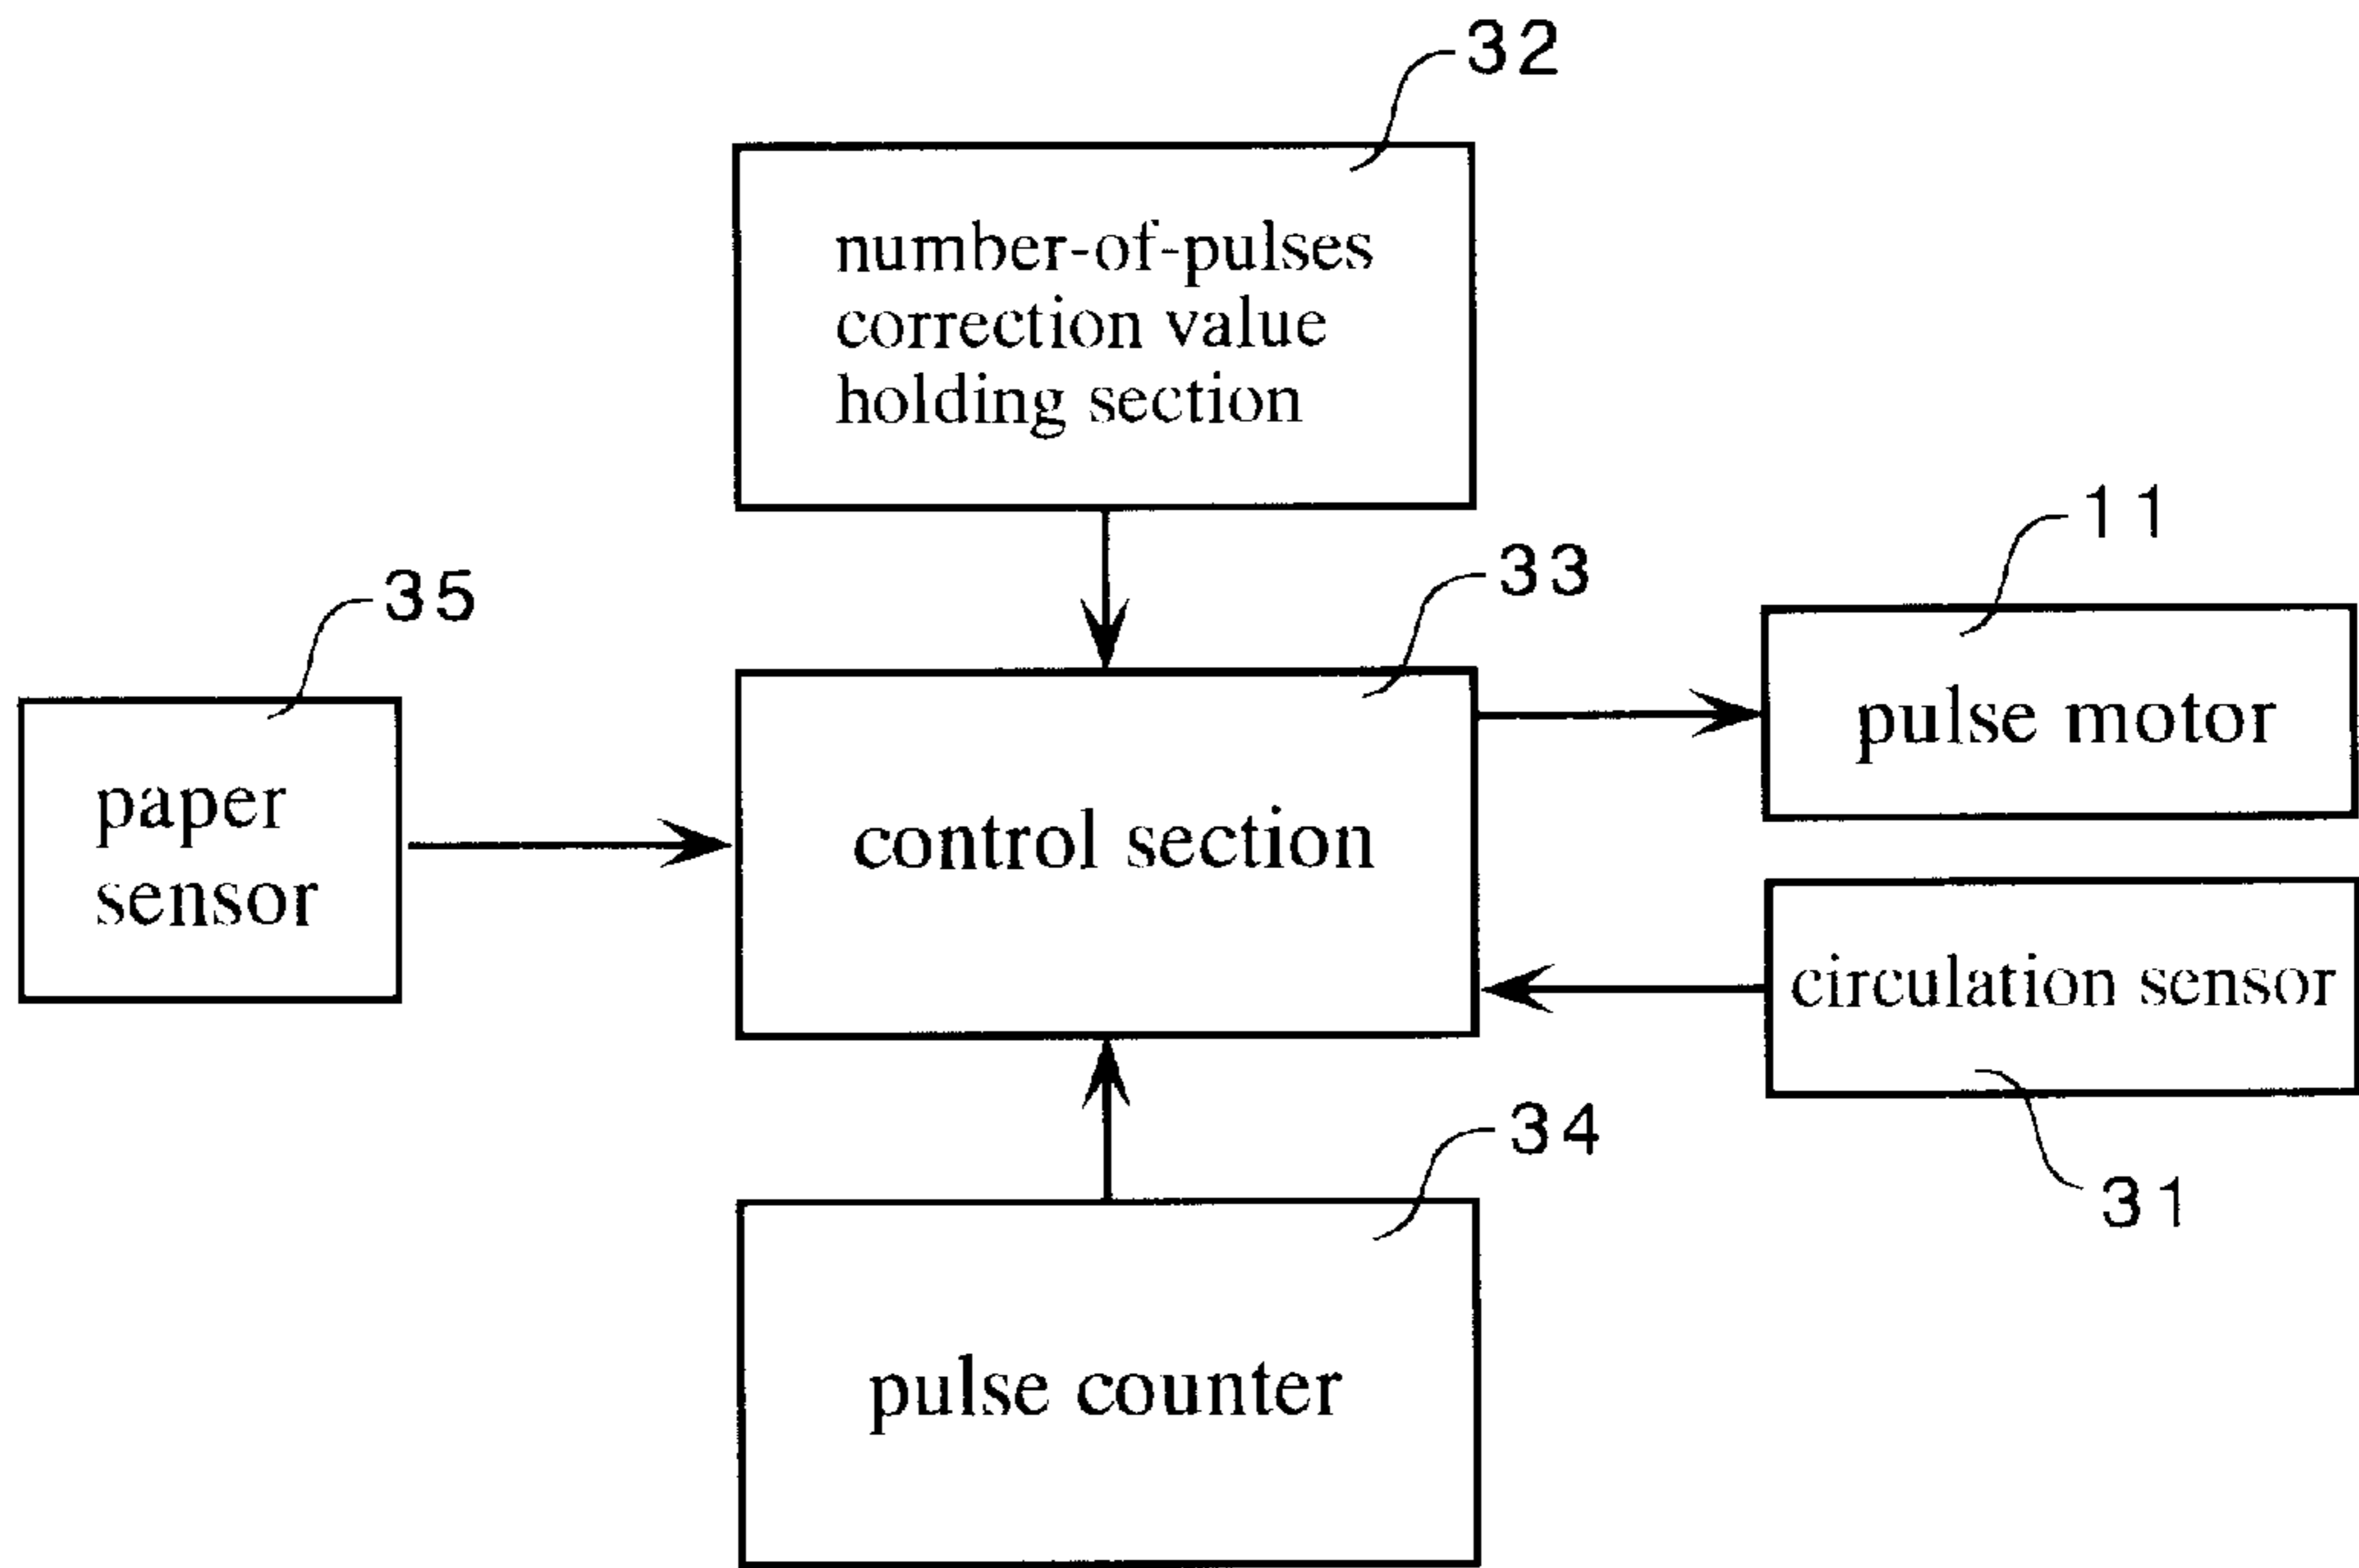 32
number-of-pulses
correction value
holding section
11
33
35
pulse motor
paper
sensor
control section
circulation sensor
34
31
pulse counter